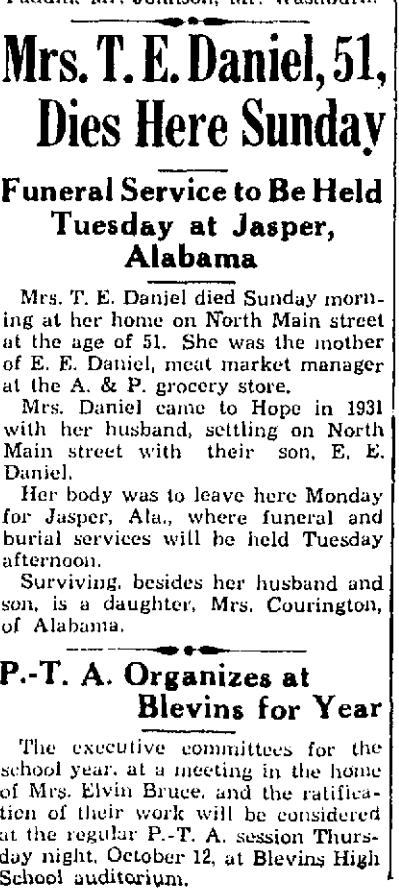 Mrs. T. E. Daniel, 51,
Dies Here Sunday
Funeral Service to Be Held
Tuesday at Jasper,
Alabama
Mrs. T. E. Daniel died Sunday morn-
ing at her home on North Main street
at the age of 51. She was the mother
of E. E. Daniel, meat market manager
at the A. & P. grocery store.
Mrs. Daniel came to Hope in 1931
with her husband, settling on North
Main street with their son, E. E.
Daniel.
Her body was to leave here Monday
for Jasper, Ala., where funeral and
burial services will be held Tuesday
afternoon.
Surviving, besides her husband and
son, is a daughter, Mrs. Courington,
of Alabama.
P.-T. A. Organizes at
Blevins for Year
The executive committees for the
school year, at a meeting in the home
of Mrs. Elvin Bruce, and the ratifica-
tion of their work will be considered
at the regular P.-T. A. session Thurs-
day night, October 12, at Blevins High
School auditorium.